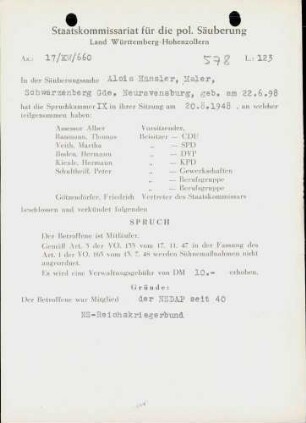 Staatskommissariat für die pol. Säuberung
Land Württemberg-Hohenzollern
Az.: 17/XV/660 578 L: 123
In der Säuberungssache Alois Hansler, Maler,
Schwarzenberg Gde. Neuravensburg, geb. am 22.6.98
hat die Spruchkammer IX in ihrer Sitzung am 20.8.1948, an welcher
teilgenommen haben:
Assessor Alber Vorsitzender,
Baumann, Thomas Beisitzer — CDU
Veith, Martha „ — SPD
Boden, Hermann „ — DVP
Kienle, Hermann „ — KPD
Schultheiß, Peter „ — Gewerkschaften
„ — Berufsgruppe
„ — Berufsgruppe
Götzendorfer, Friedrich Vertreter des Staatskommissars
beschlossen und verkündet folgenden
SPRUCH
Der Betroffene ist Mitläufer.
Gemäß Art. 3 der VO. 133 vom 17. 11. 47 in der Fassung des
Art. 1 der VO. 165 vom 13. 7. 48 werden Sühnemaßnahmen nicht
angeordnet.
Es wird eine Verwaltungsgebühr von DM 10.- erhoben.
Gründe:
Der Betroffene war Mitglied der NSDAP seit 40
NS-Reichskriegerbund